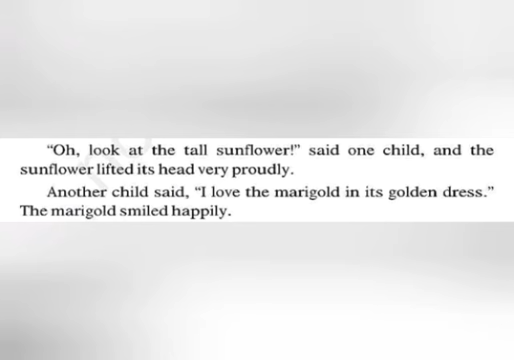 “Oh, look at the tall sunflower!” said one child, and the
sunflower lifted its head very proudly.
Another child said, “I love the marigold in its golden dress.”
The marigold smiled happily.